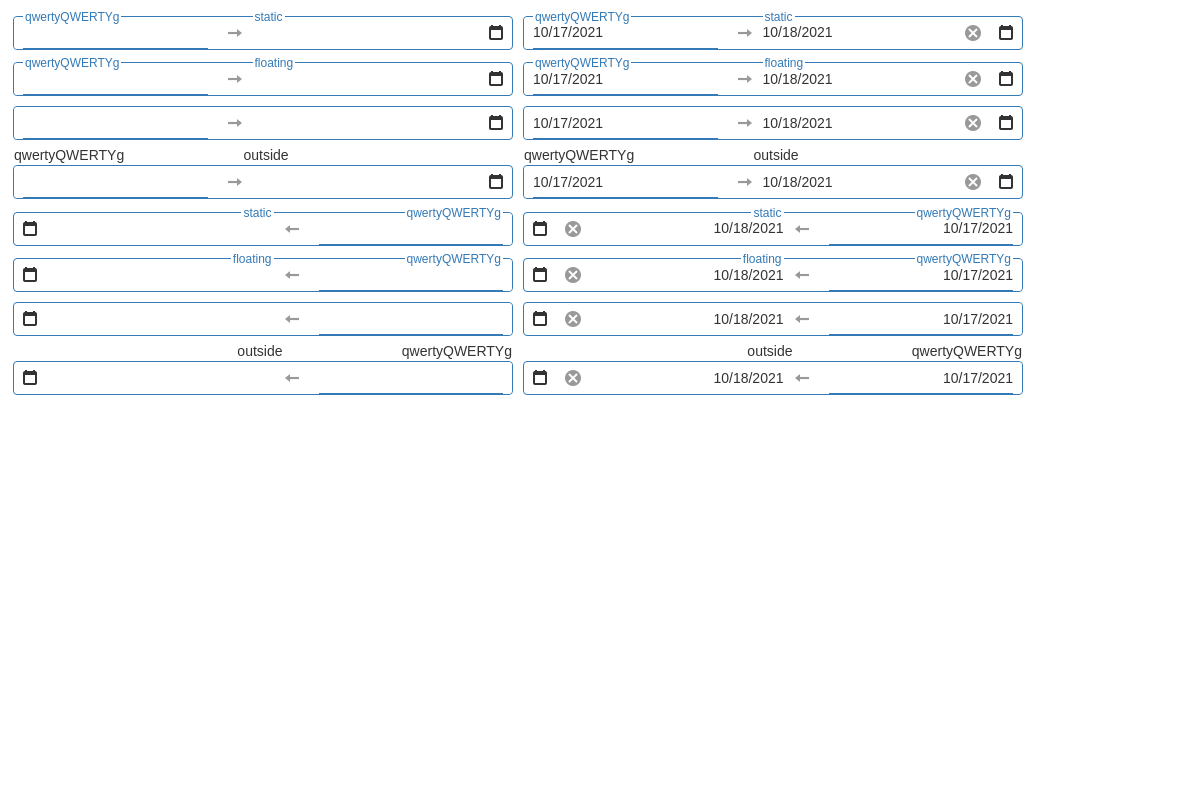 qwertyQWERTYg static qwertyQWERTYg static
10/17/2021 10/18/2021
qwertyQWERTYg floating qwertyQWERTYg floating
10/17/2021 10/18/2021
10/17/2021 10/18/2021
qwertyQWERTYg outside qwertyQWERTYg outside
10/17/2021 10/18/2021
static qwertyQWERTYg static qwertyQWERTYg
10/18/2021 10/17/2021
floating qwertyQWERTYg floating qwertyQWERTYg
10/18/2021 10/17/2021
10/18/2021 10/17/2021
outside qwertyQWERTYg outside qwertyQWERTYg
10/18/2021 10/17/2021